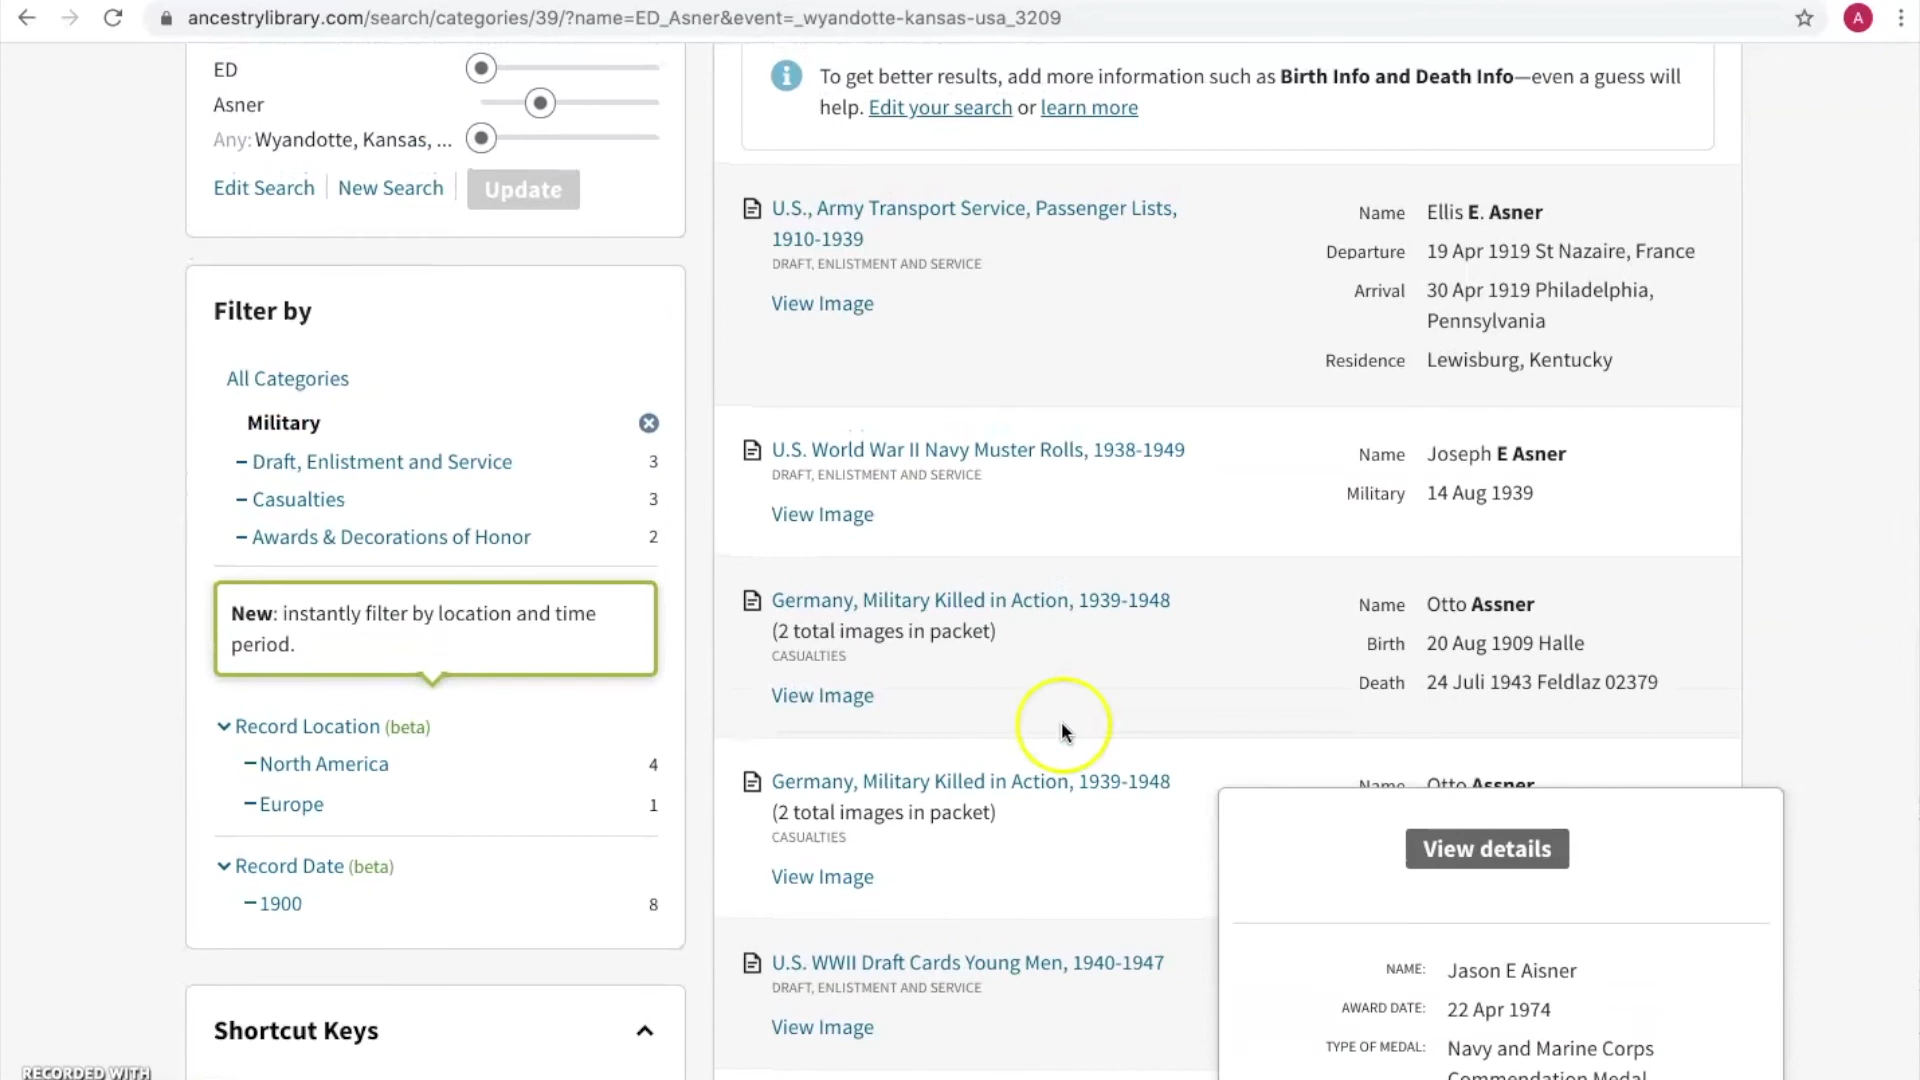 ancestrylibrary.com/search/categories/39/?name=ED_Asner&event=_wyandotte-kansas-usa_3209
A
ED
Asner
Any: Wyandotte, Kansas, ...
Edit Search
New Search
Update
Filter by
All Categories
Military
Draft, Enlistment and Service 3
Casualties 3
Awards & Decorations of Honor 2
New: instantly filter by location and time
period.
Record Location (beta)
North America 4
Europe 1
Record Date (beta)
1900 8
Shortcut Keys
RECORDED WITH
To get better results, add more information such as Birth Info and Death Info—even a guess will
help. Edit your search or learn more
U.S., Army Transport Service, Passenger Lists,
1910-1939
DRAFT, ENLISTMENT AND SERVICE
View Image
Name Ellis E. Asner
Departure 19 Apr 1919 St Nazaire, France
Arrival 30 Apr 1919 Philadelphia,
Pennsylvania
Residence Lewisburg, Kentucky
U.S. World War II Navy Muster Rolls, 1938-1949
DRAFT, ENLISTMENT AND SERVICE
View Image
Name Joseph E Asner
Military 14 Aug 1939
Germany, Military Killed in Action, 1939-1948
(2 total images in packet)
CASUALTIES
View Image
Name Otto Assner
Birth 20 Aug 1909 Halle
Death 24 Juli 1943 Feldlaz 02379
Germany, Military Killed in Action, 1939-1948
(2 total images in packet)
CASUALTIES
View Image
Name Otto Assner
U.S. WWII Draft Cards Young Men, 1940-1947
DRAFT, ENLISTMENT AND SERVICE
View Image
View details
NAME: Jason E Aisner
AWARD DATE: 22 Apr 1974
TYPE OF MEDAL: Navy and Marine Corps
Commendation Medal